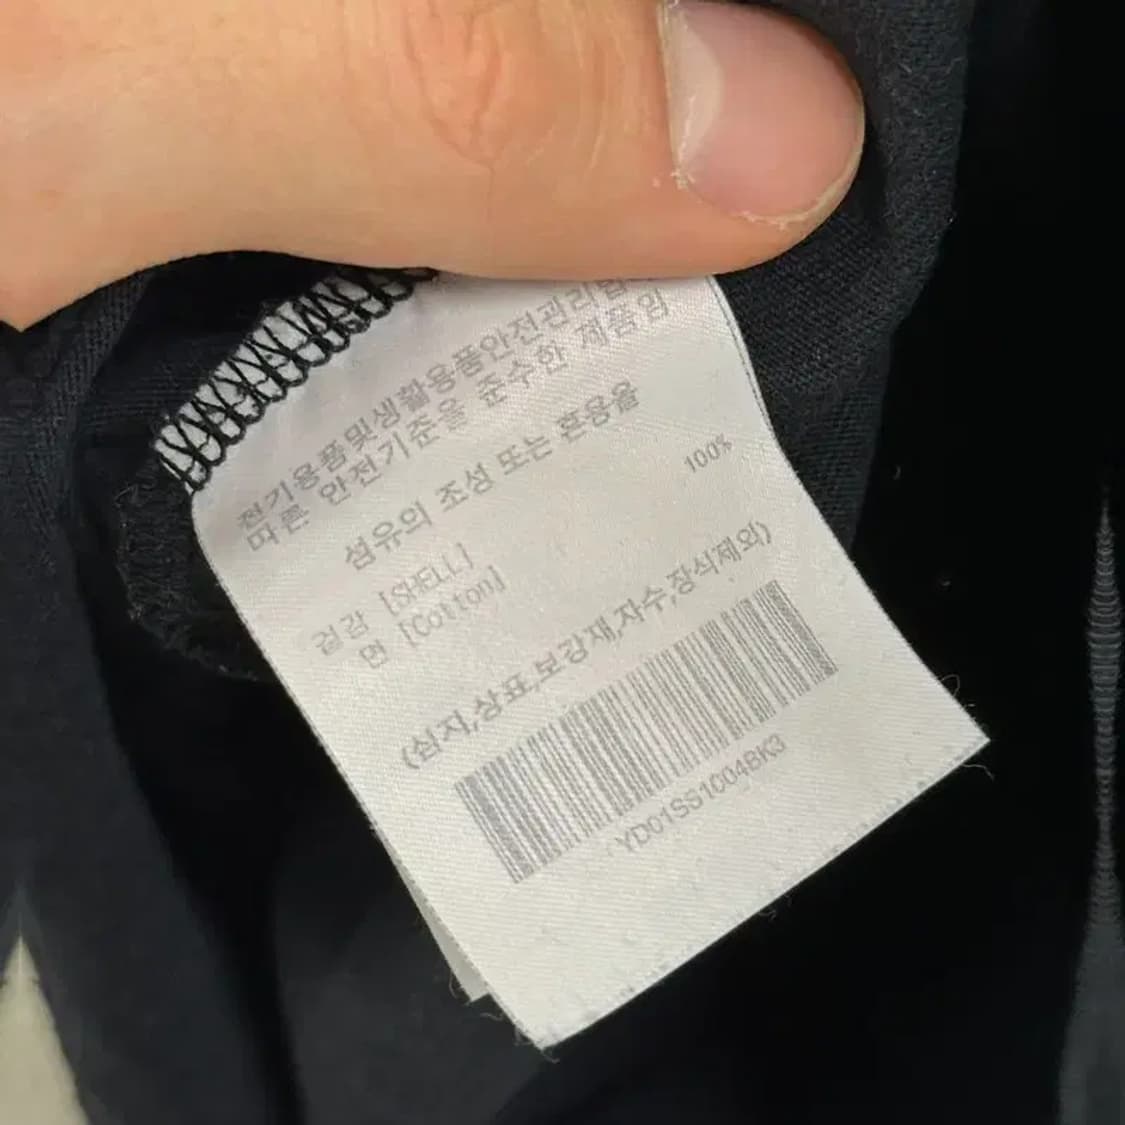 전기용품및생활용품안전관리법
따른 안전기준을 준수한 제품임
섬유의 조성 또는 혼용율
겉감 [SHELL]
면 [Cotton] 100%
(심지,상표,보강재,자수,장식제외)
YD01SS1004BK3